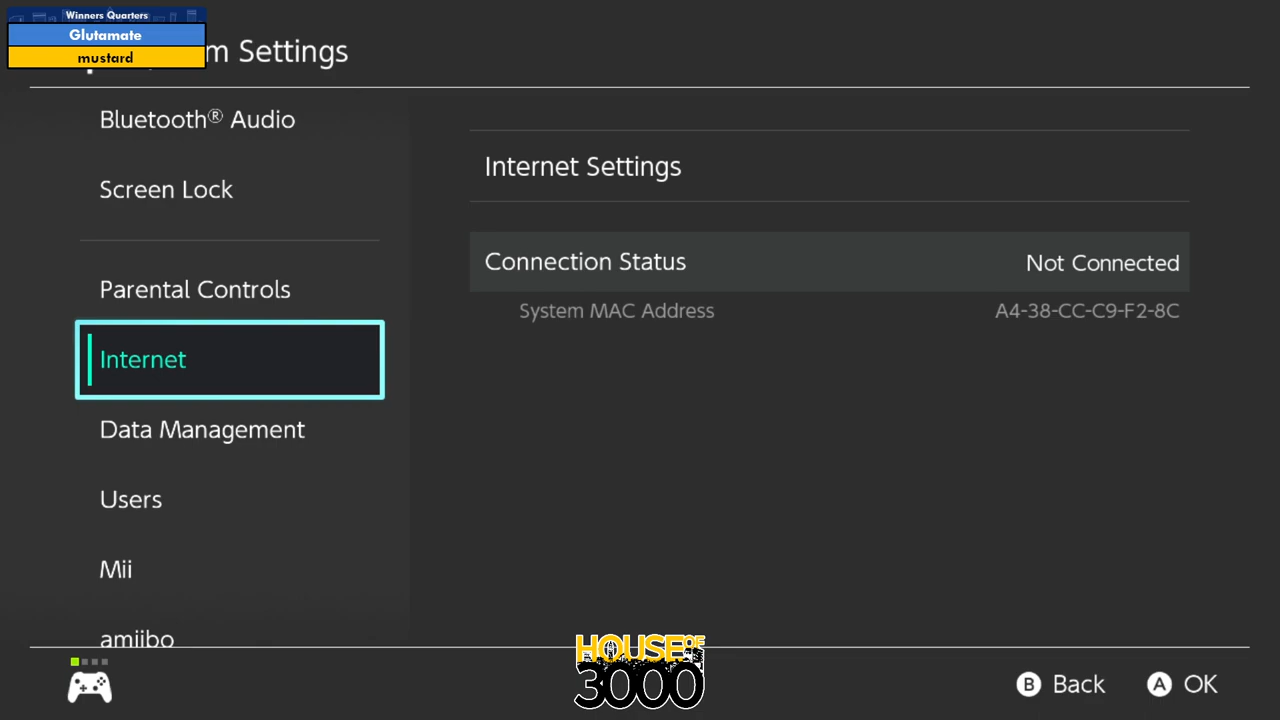 Winners Quarters
Glutamate
mustard
m Settings
Bluetooth® Audio
Screen Lock
Parental Controls
Internet
Data Management
Users
Mii
amiibo
Internet Settings
Connection Status Not Connected
System MAC Address A4-38-CC-C9-F2-8C
HOUSE OF
3000
B Back A OK